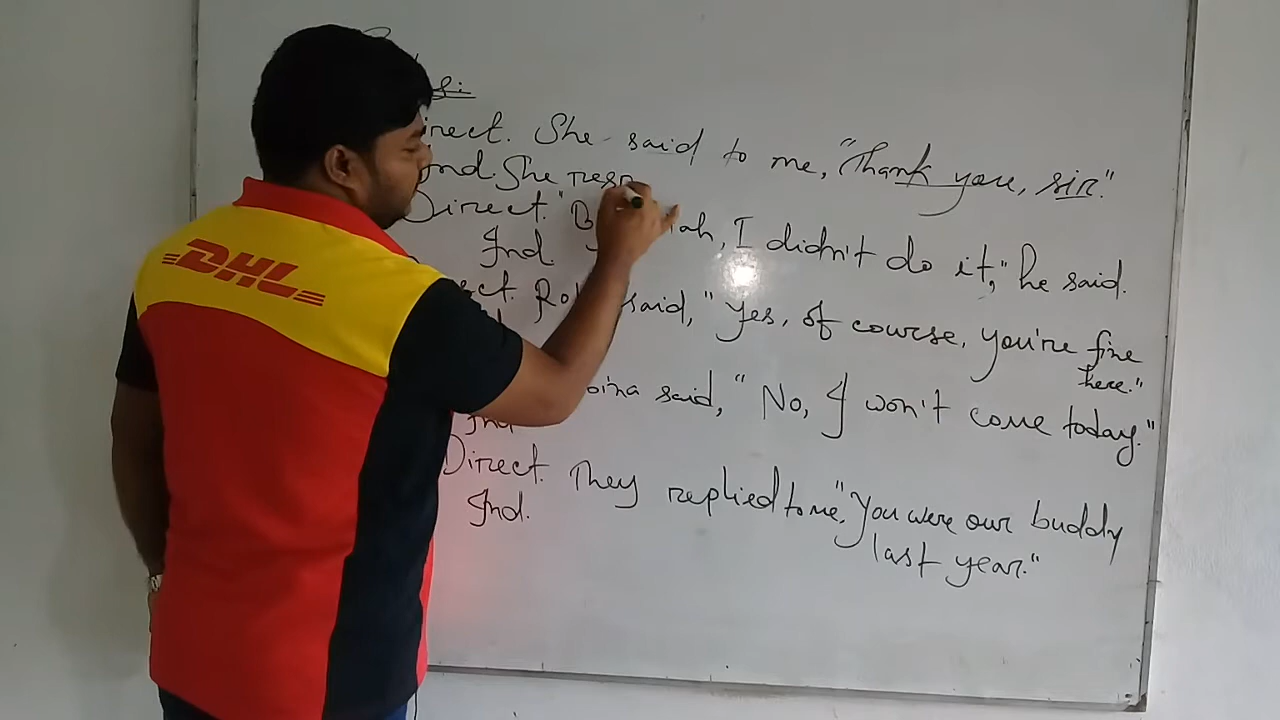 DHL
Direct. She said to me, "Thank you, sir."
Ind. She resp
Direct. " ah, I didn't do it," he said.
Ind.
said, "Yes, of course, you're fine
here."
said, "No, I won't come today."
Ind
Direct. They replied to me, "You were our buddy
last year."
Ind.